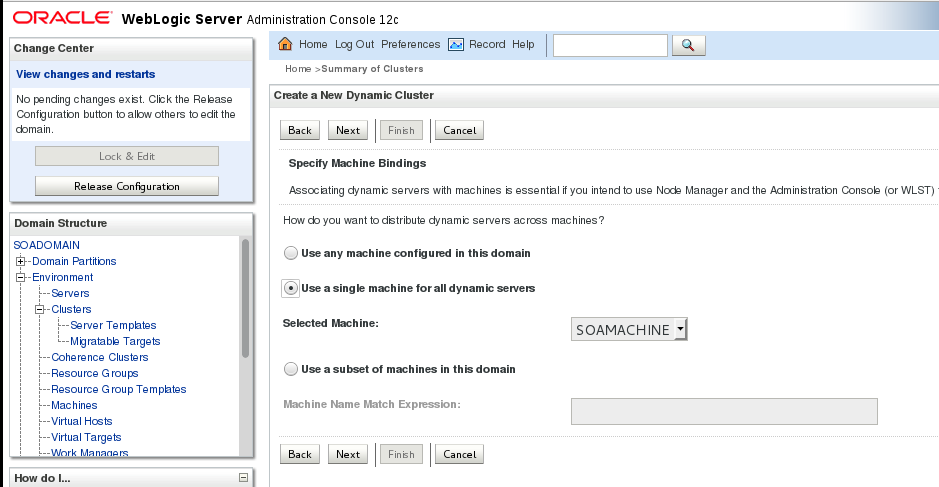 ORACLE WebLogic Server Administration Console 12c
Change Center
View changes and restarts
No pending changes exist. Click the Release
Configuration button to allow others to edit the
domain.
Lock & Edit
Release Configuration
Domain Structure
SOADOMAIN
Domain Partitions
Environment
Servers
Clusters
Server Templates
Migratable Targets
Coherence Clusters
Resource Groups
Resource Group Templates
Machines
Virtual Hosts
Virtual Targets
Work Managers
How do I...
Home Log Out Preferences Record Help
Home >Summary of Clusters
Create a New Dynamic Cluster
Back Next Finish Cancel
Specify Machine Bindings
Associating dynamic servers with machines is essential if you intend to use Node Manager and the Administration Console (or WLST)
How do you want to distribute dynamic servers across machines?
Use any machine configured in this domain
Use a single machine for all dynamic servers
Selected Machine: SOAMACHINE
Use a subset of machines in this domain
Machine Name Match Expression:
Back Next Finish Cancel